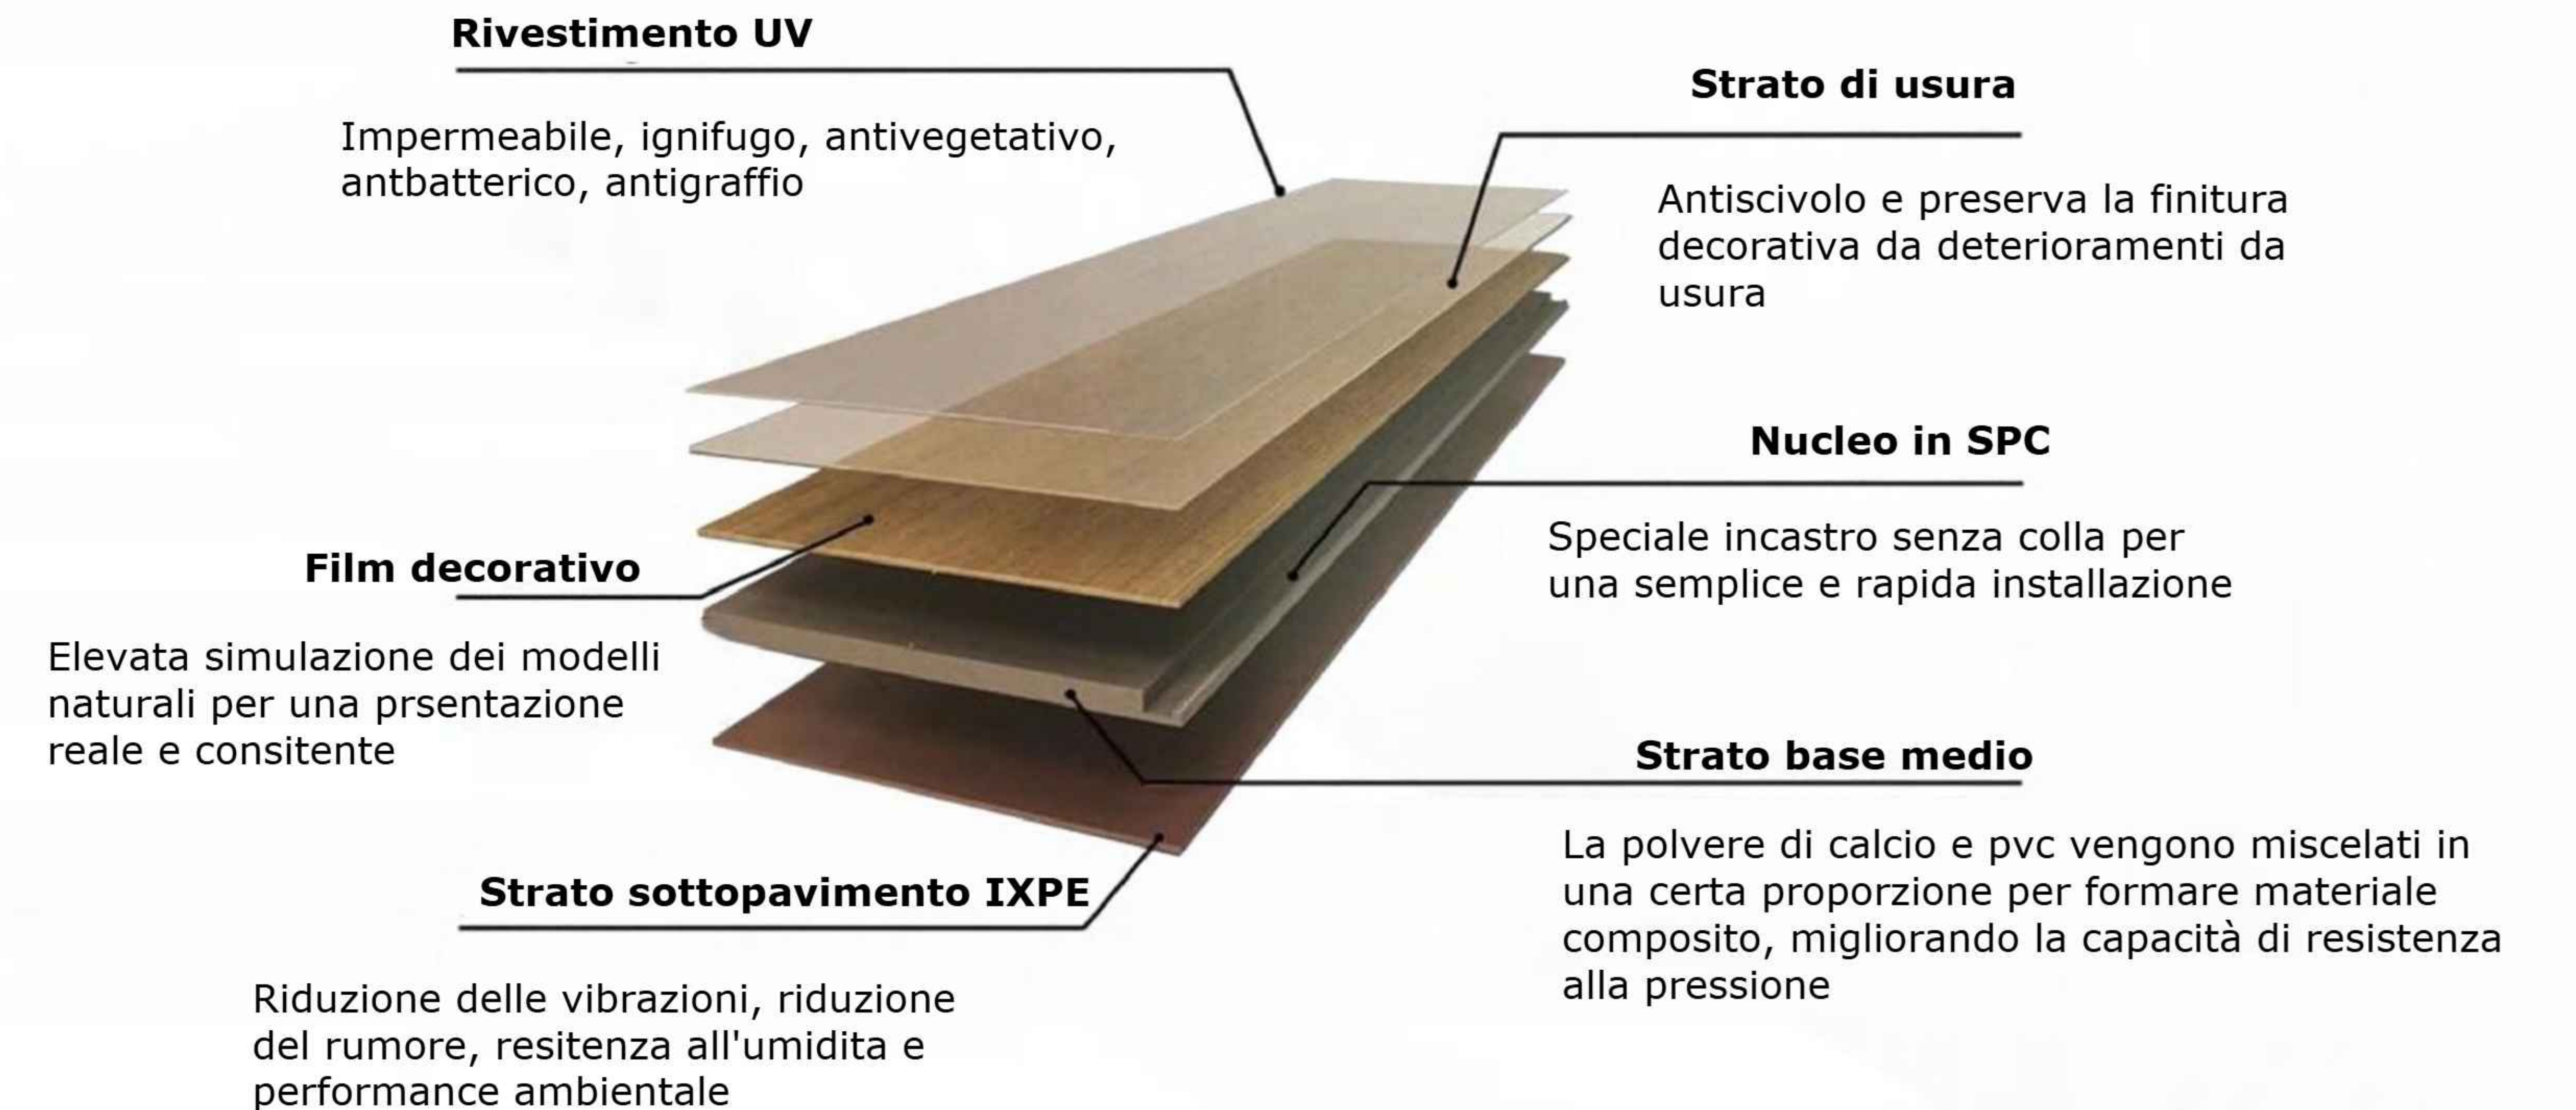 Rivestimento UV
Impermeabile, ignifugo, antivegetativo,
antbatterico, antigraffio
Strato di usura
Antiscivolo e preserva la finitura
decorativa da deterioramenti da
usura
Nucleo in SPC
Speciale incastro senza colla per
una semplice e rapida installazione
Film decorativo
Elevata simulazione dei modelli
naturali per una prsentazione
reale e consitente
Strato base medio
La polvere di calcio e pvc vengono miscelati in
una certa proporzione per formare materiale
composito, migliorando la capacità di resistenza
alla pressione
Strato sottopavimento IXPE
Riduzione delle vibrazioni, riduzione
del rumore, resitenza all'umidita e
performance ambientale